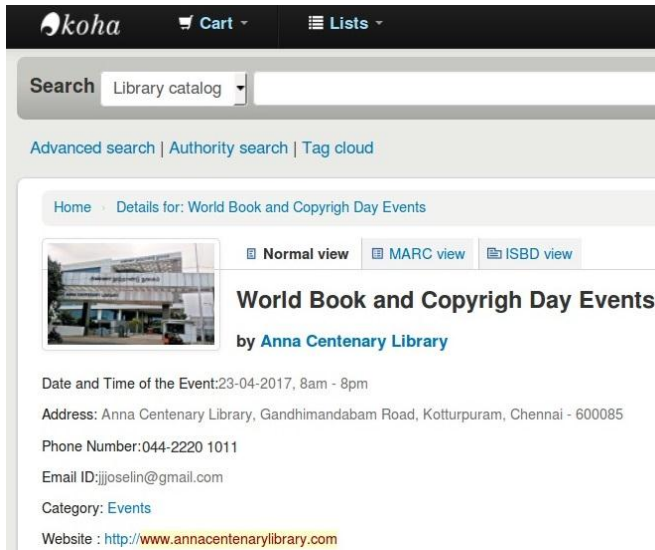 koha Cart Lists
Search Library catalog
Advanced search | Authority search | Tag cloud
Home › Details for: World Book and Copyrigh Day Events
Normal view MARC view ISBD view
World Book and Copyrigh Day Events
by Anna Centenary Library
Date and Time of the Event:23-04-2017, 8am - 8pm
Address: Anna Centenary Library, Gandhimandabam Road, Kotturpuram, Chennai - 600085
Phone Number:044-2220 1011
Email ID:jjjoselin@gmail.com
Category: Events
Website : http://www.annacentenarylibrary.com